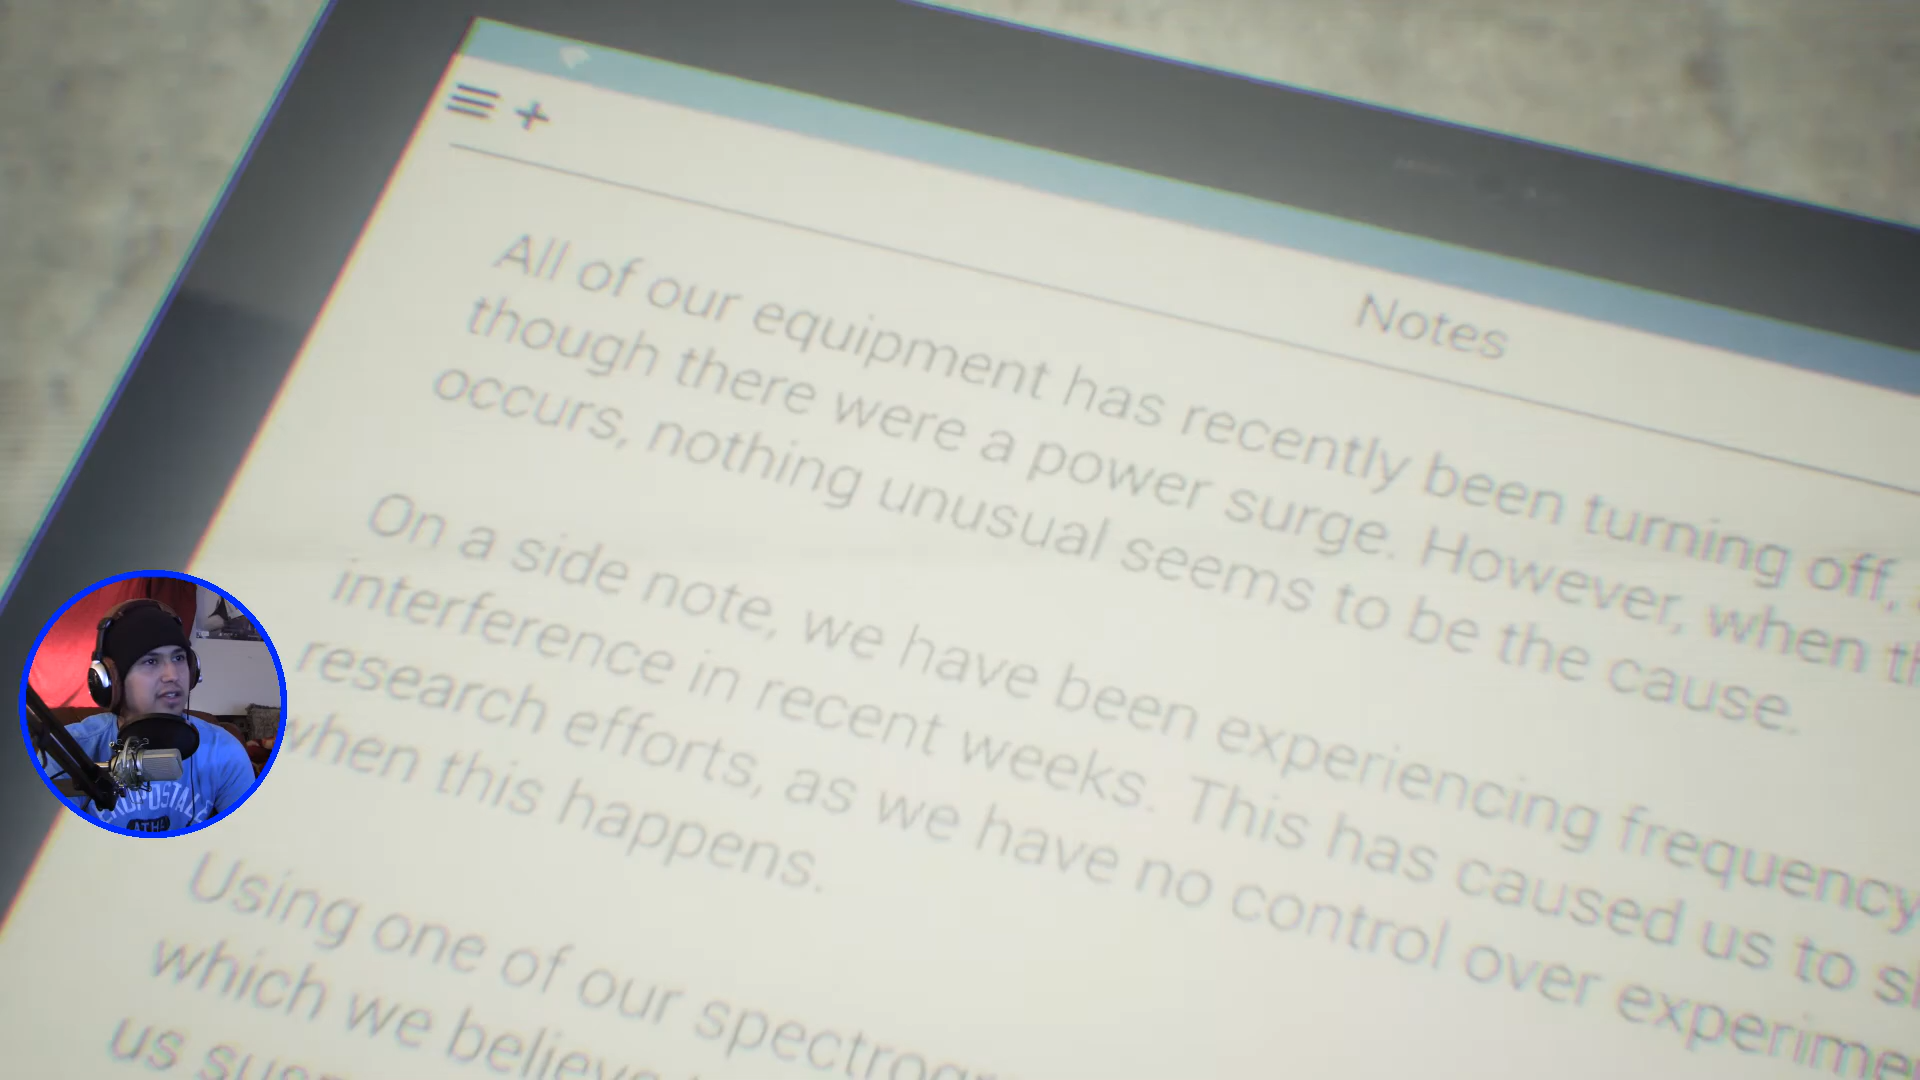 Notes
All of our equipment has recently been turning off,
though there were a power surge. However, when
occurs, nothing unusual seems to be the cause.
On a side note, we have been experiencing frequency
interference in recent weeks. This has caused us to
research efforts, as we have no control over
when this happens.
Using one of our
which we believe
us
ATH